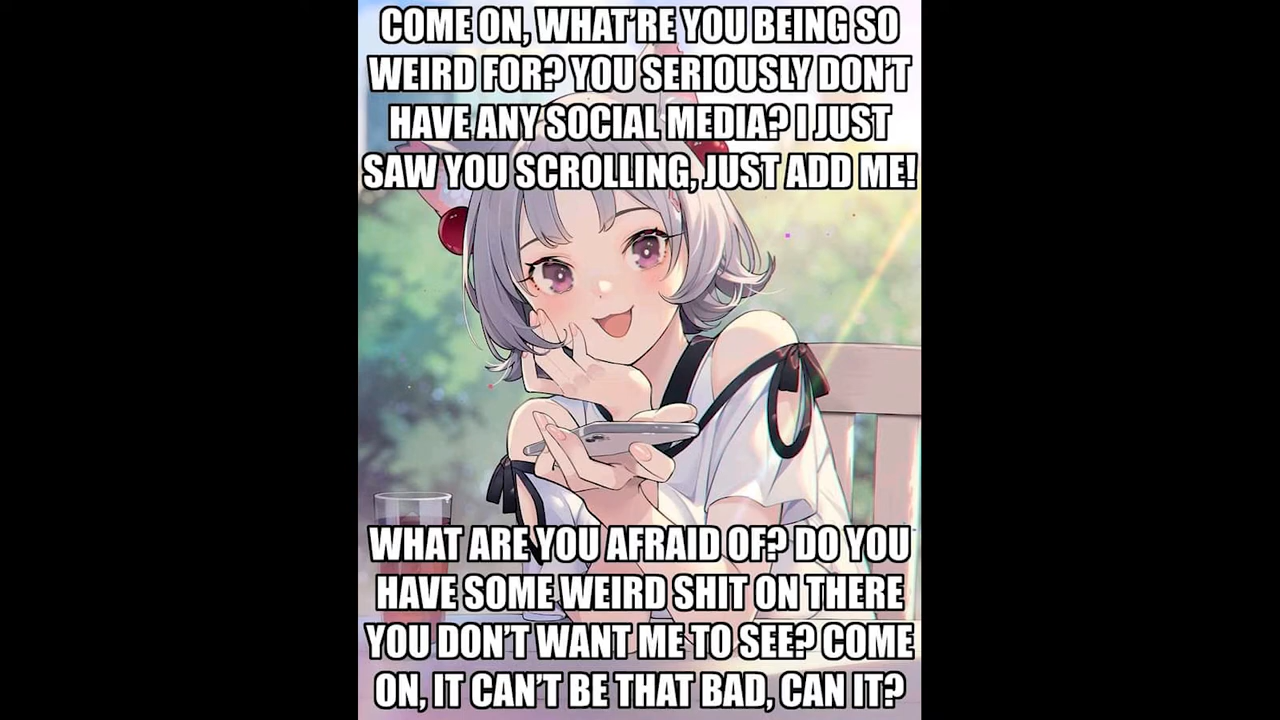 COME ON, WHAT'RE YOU BEING SO
WEIRD FOR? YOU SERIOUSLY DON'T
HAVE ANY SOCIAL MEDIA? I JUST
SAW YOU SCROLLING, JUST ADD ME!
WHAT ARE YOU AFRAID OF? DO YOU
HAVE SOME WEIRD SHIT ON THERE
YOU DON'T WANT ME TO SEE? COME
ON, IT CAN'T BE THAT BAD, CAN IT?